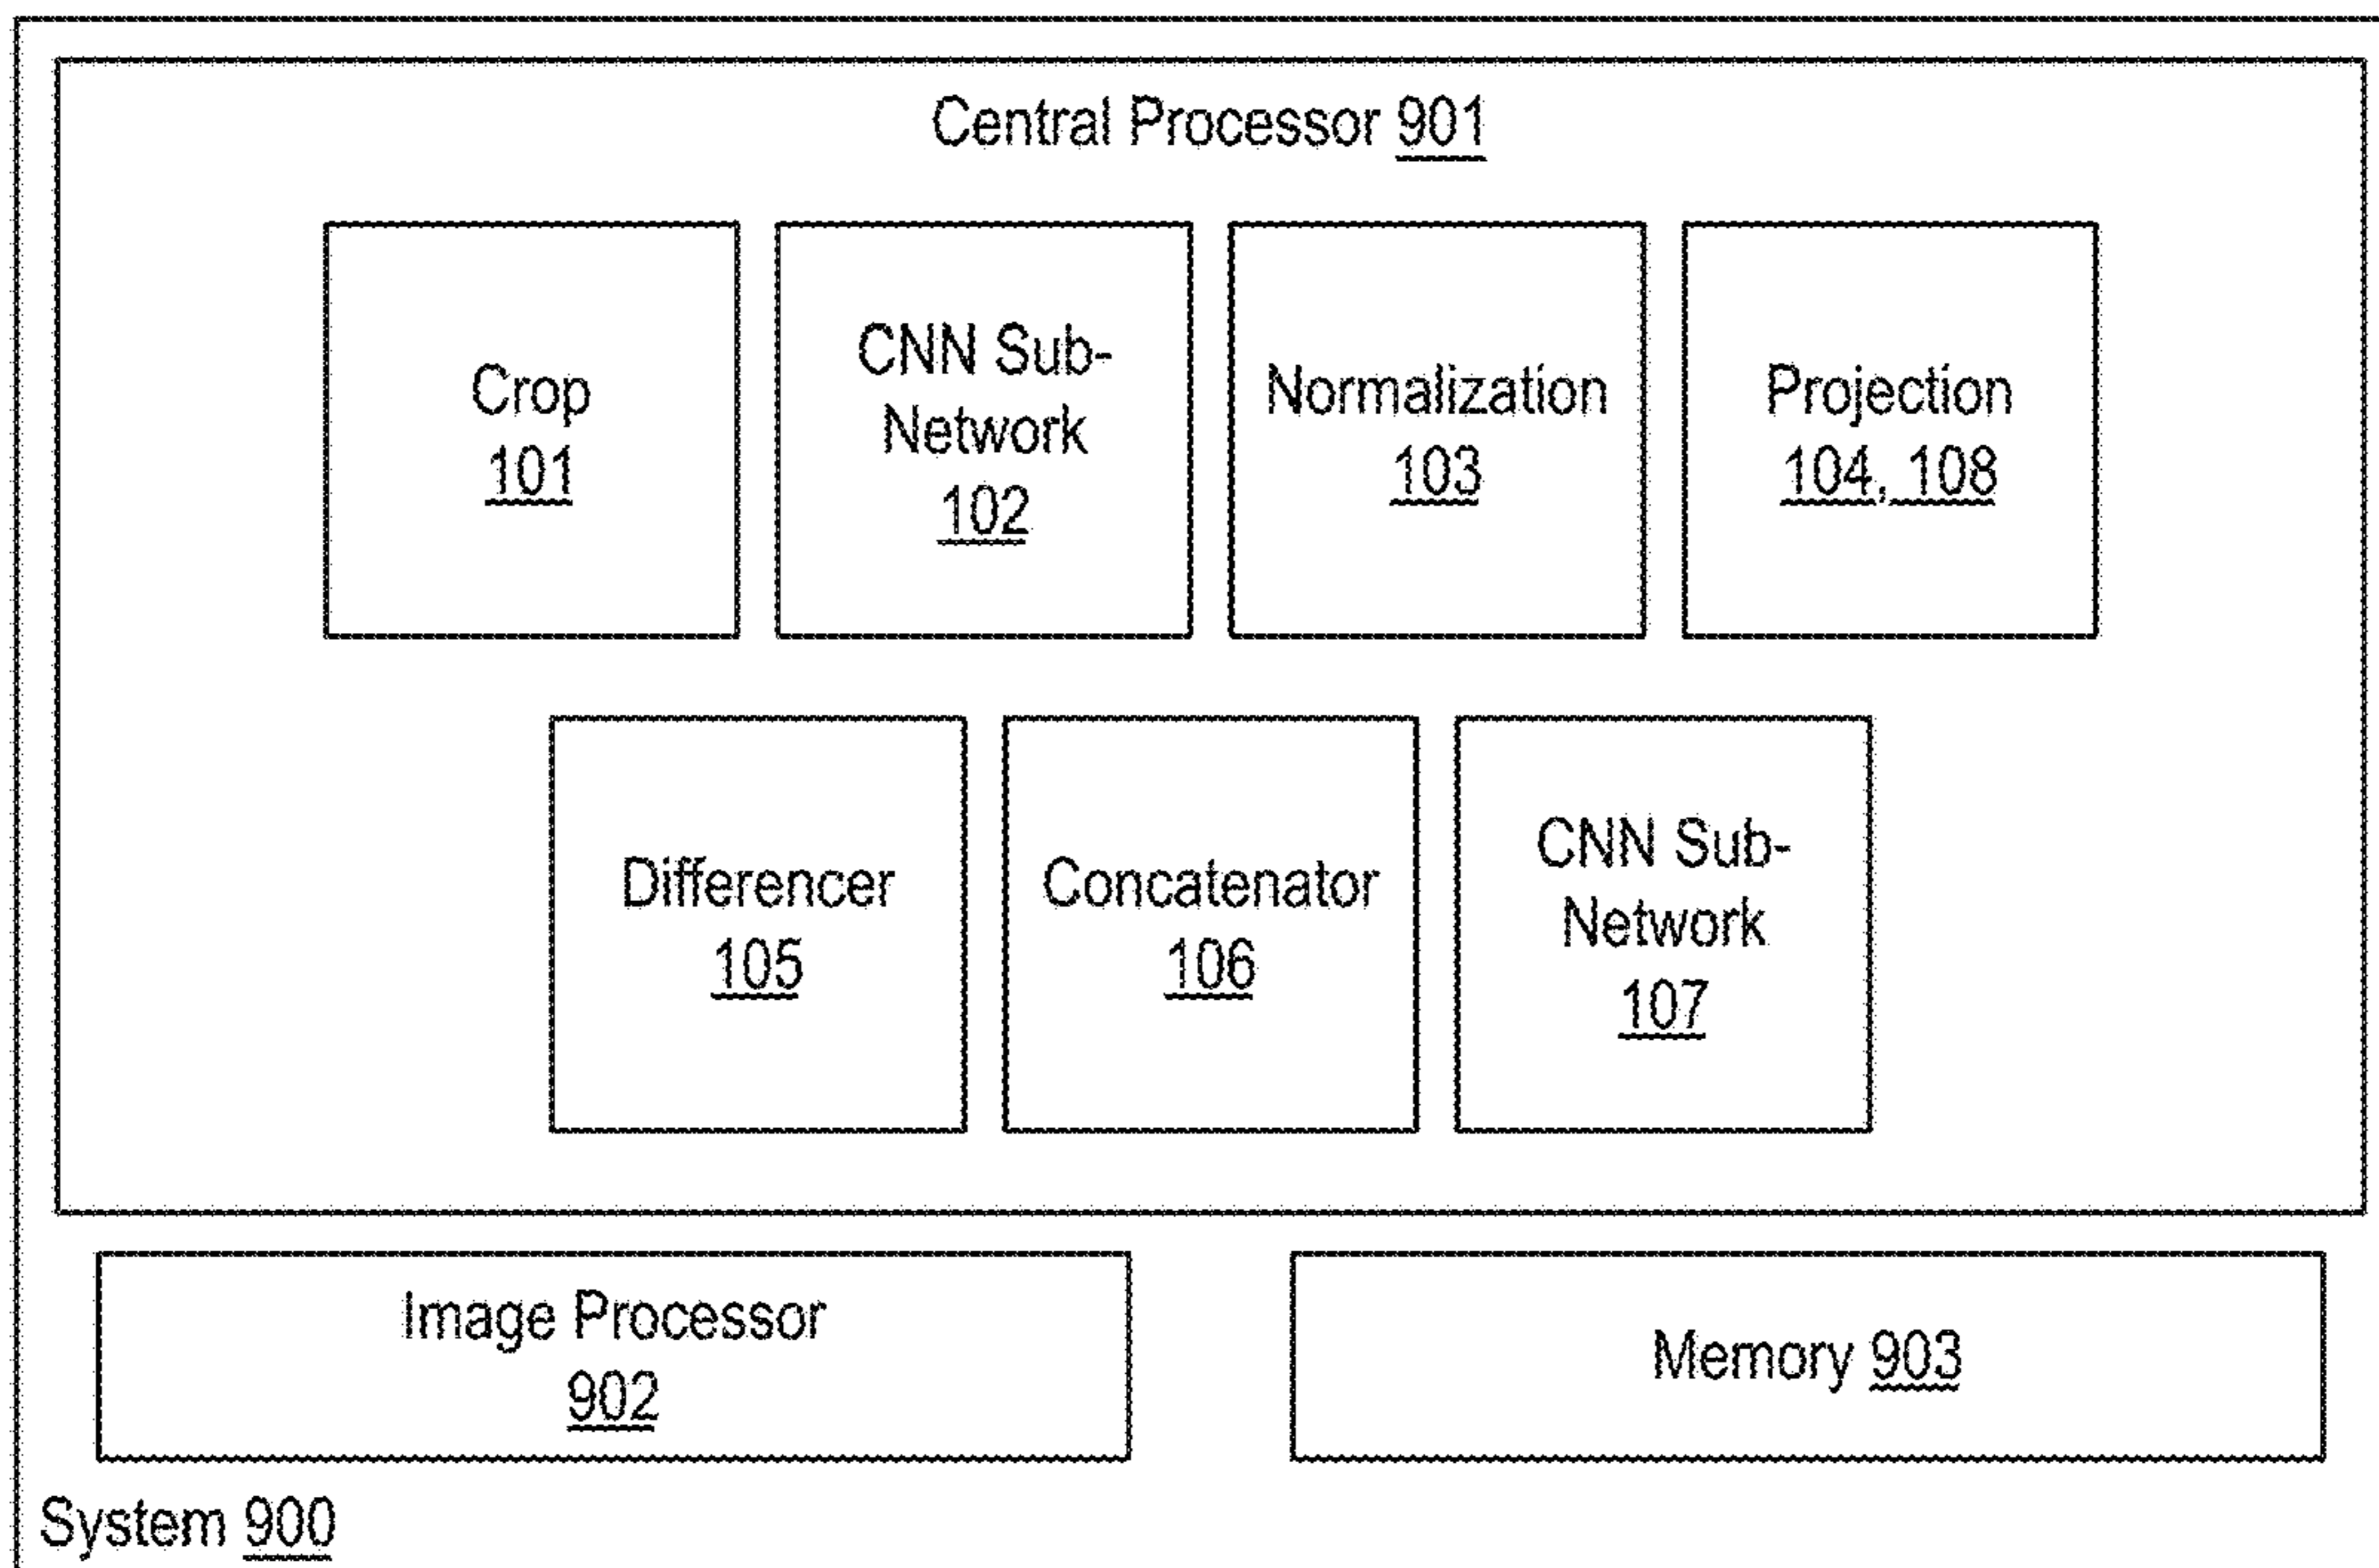 Central Processor 901
Crop
101
CNN Sub-
Network
102
Normalization
103
Projection
104, 108
Differencer
105
Concatenator
106
CNN Sub-
Network
107
Image Processor
902
Memory 903
System 900